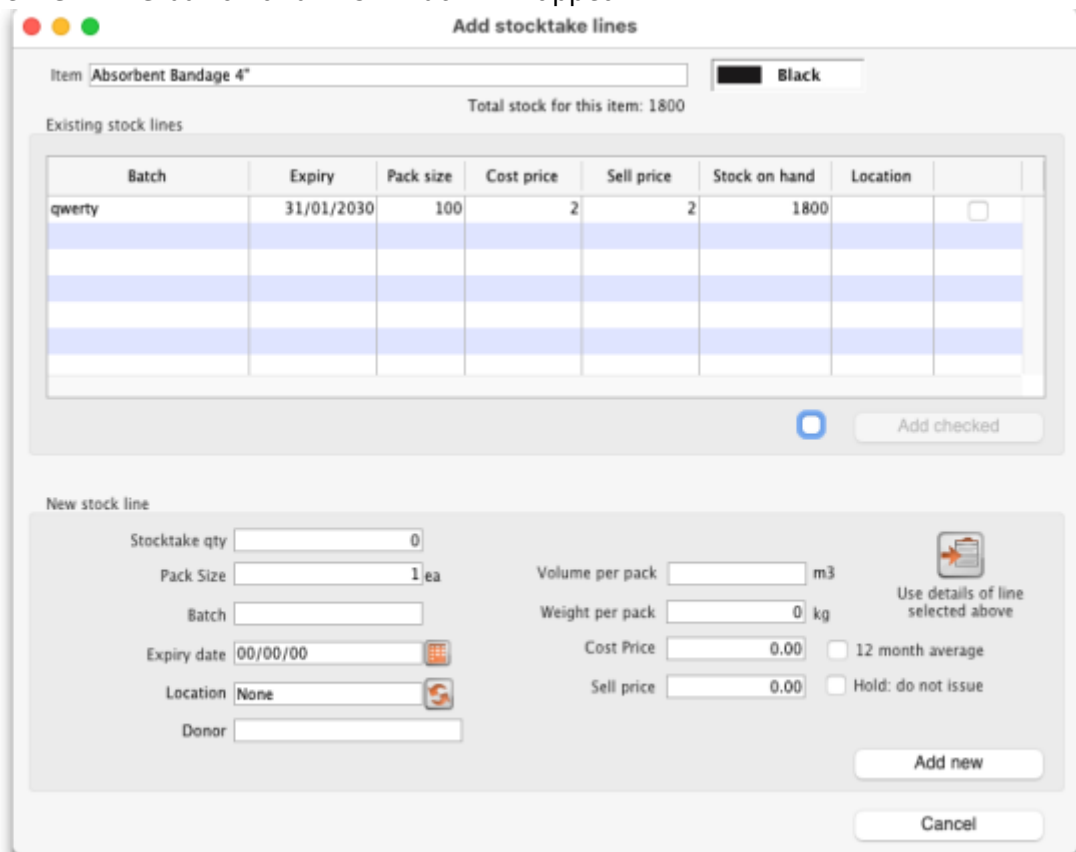 Add stocktake lines
Item Absorbent Bandage 4" Black
Total stock for this item: 1800
Existing stock lines
Batch Expiry Pack size Cost price Sell price Stock on hand Location
qwerty 31/01/2030 100 2 2 1800
Add checked
New stock line
Stocktake qty 0
Pack Size 1 ea
Batch
Expiry date 00/00/00
Location None
Donor
Volume per pack m3
Weight per pack 0 kg
Cost Price 0.00 12 month average
Sell price 0.00 Hold: do not issue
Use details of line
selected above
Add new
Cancel